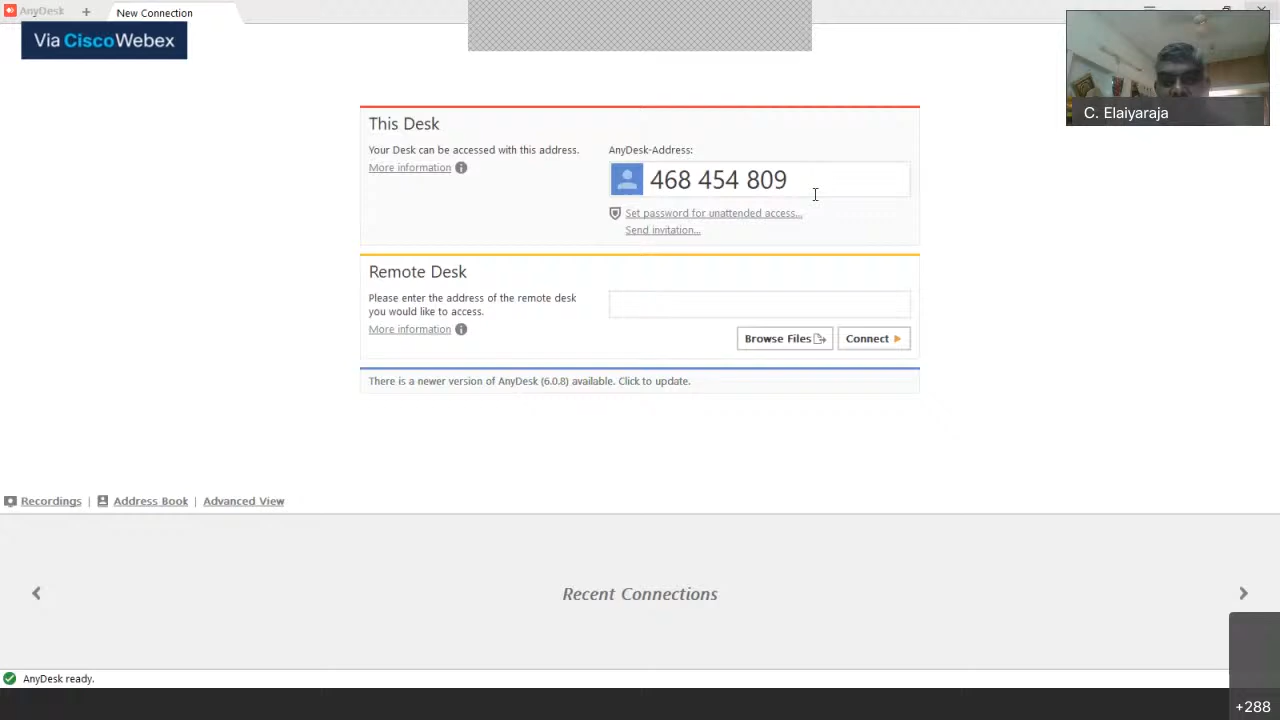 AnyDesk
New Connection
Via CiscoWebex
C. Elaiyaraja
This Desk
Your Desk can be accessed with this address.
More information
AnyDesk-Address:
468 454 809
Set password for unattended access...
Send invitation...
Remote Desk
Please enter the address of the remote desk
you would like to access.
More information
Browse Files
Connect
There is a newer version of AnyDesk (6.0.8) available. Click to update.
Recordings | Address Book | Advanced View
Recent Connections
AnyDesk ready.
+288